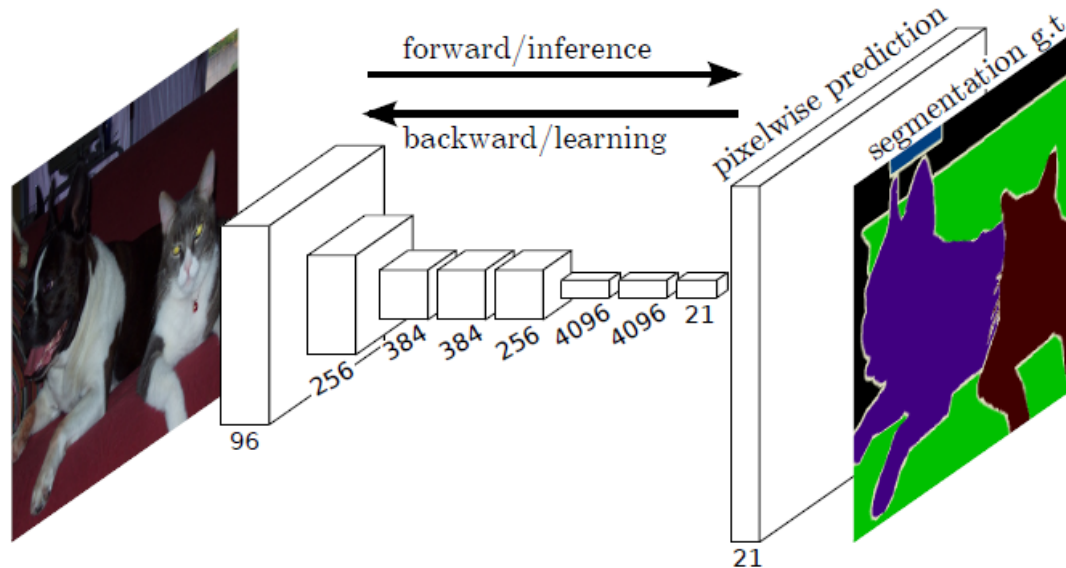 forward/inference
backward/learning
pixelwise prediction
segmentation g.t
96
256
384
384
256
4096
4096
21
21